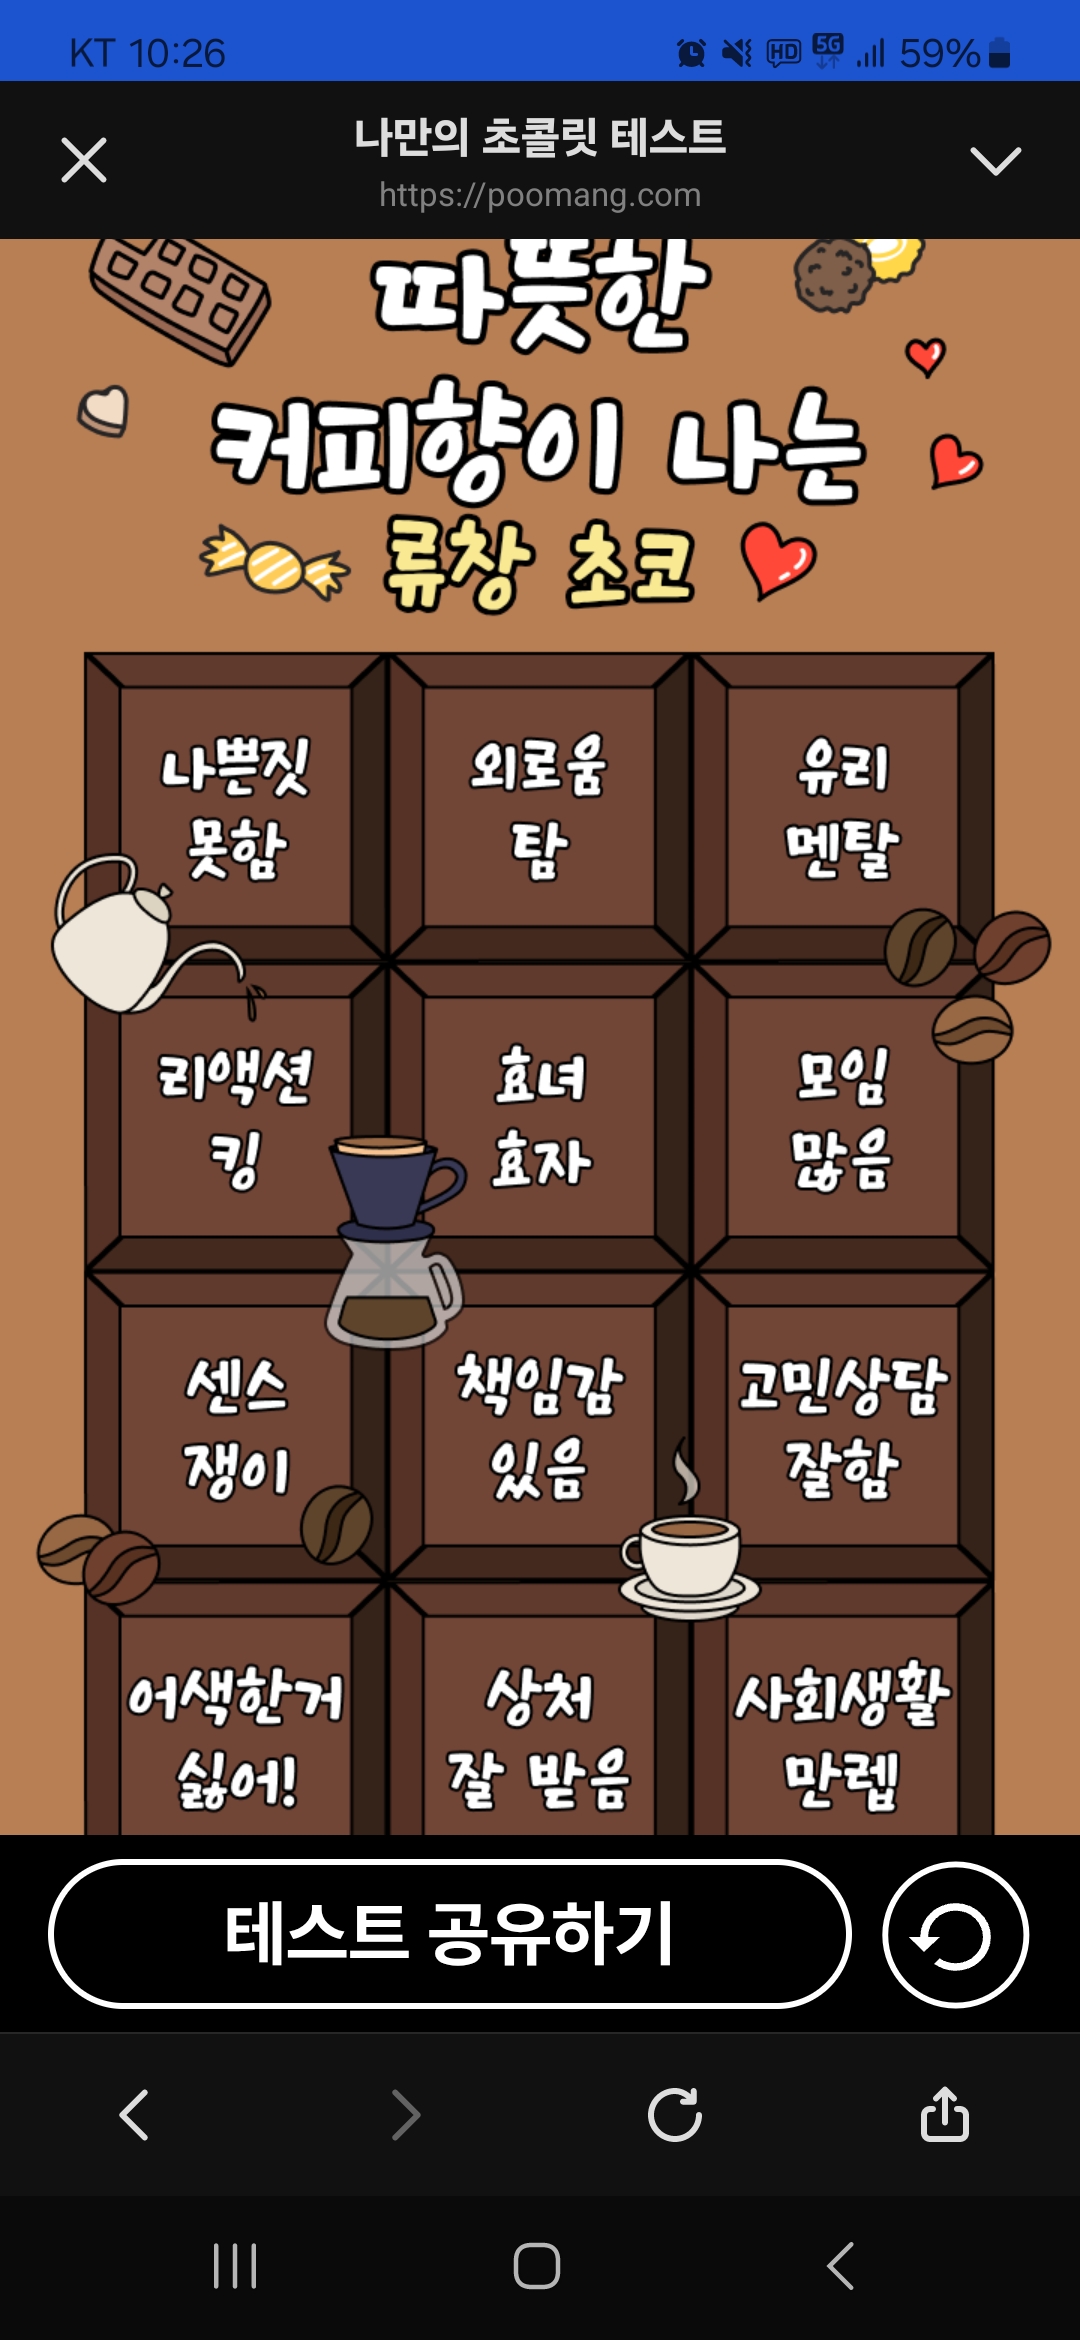 KT 10:26
HD 5G 59%
나만의 초콜릿 테스트
https://poomang.com
따뜻한
커피향이 나는
류창 초코
나쁜짓
못함
외로움
탐
유리
멘탈
리액션
킹
효녀
효자
모임
많음
센스
쟁이
책임감
있음
고민상담
잘함
어색한거
싫어!
상처
잘 받음
사회생활
만렙
테스트 공유하기